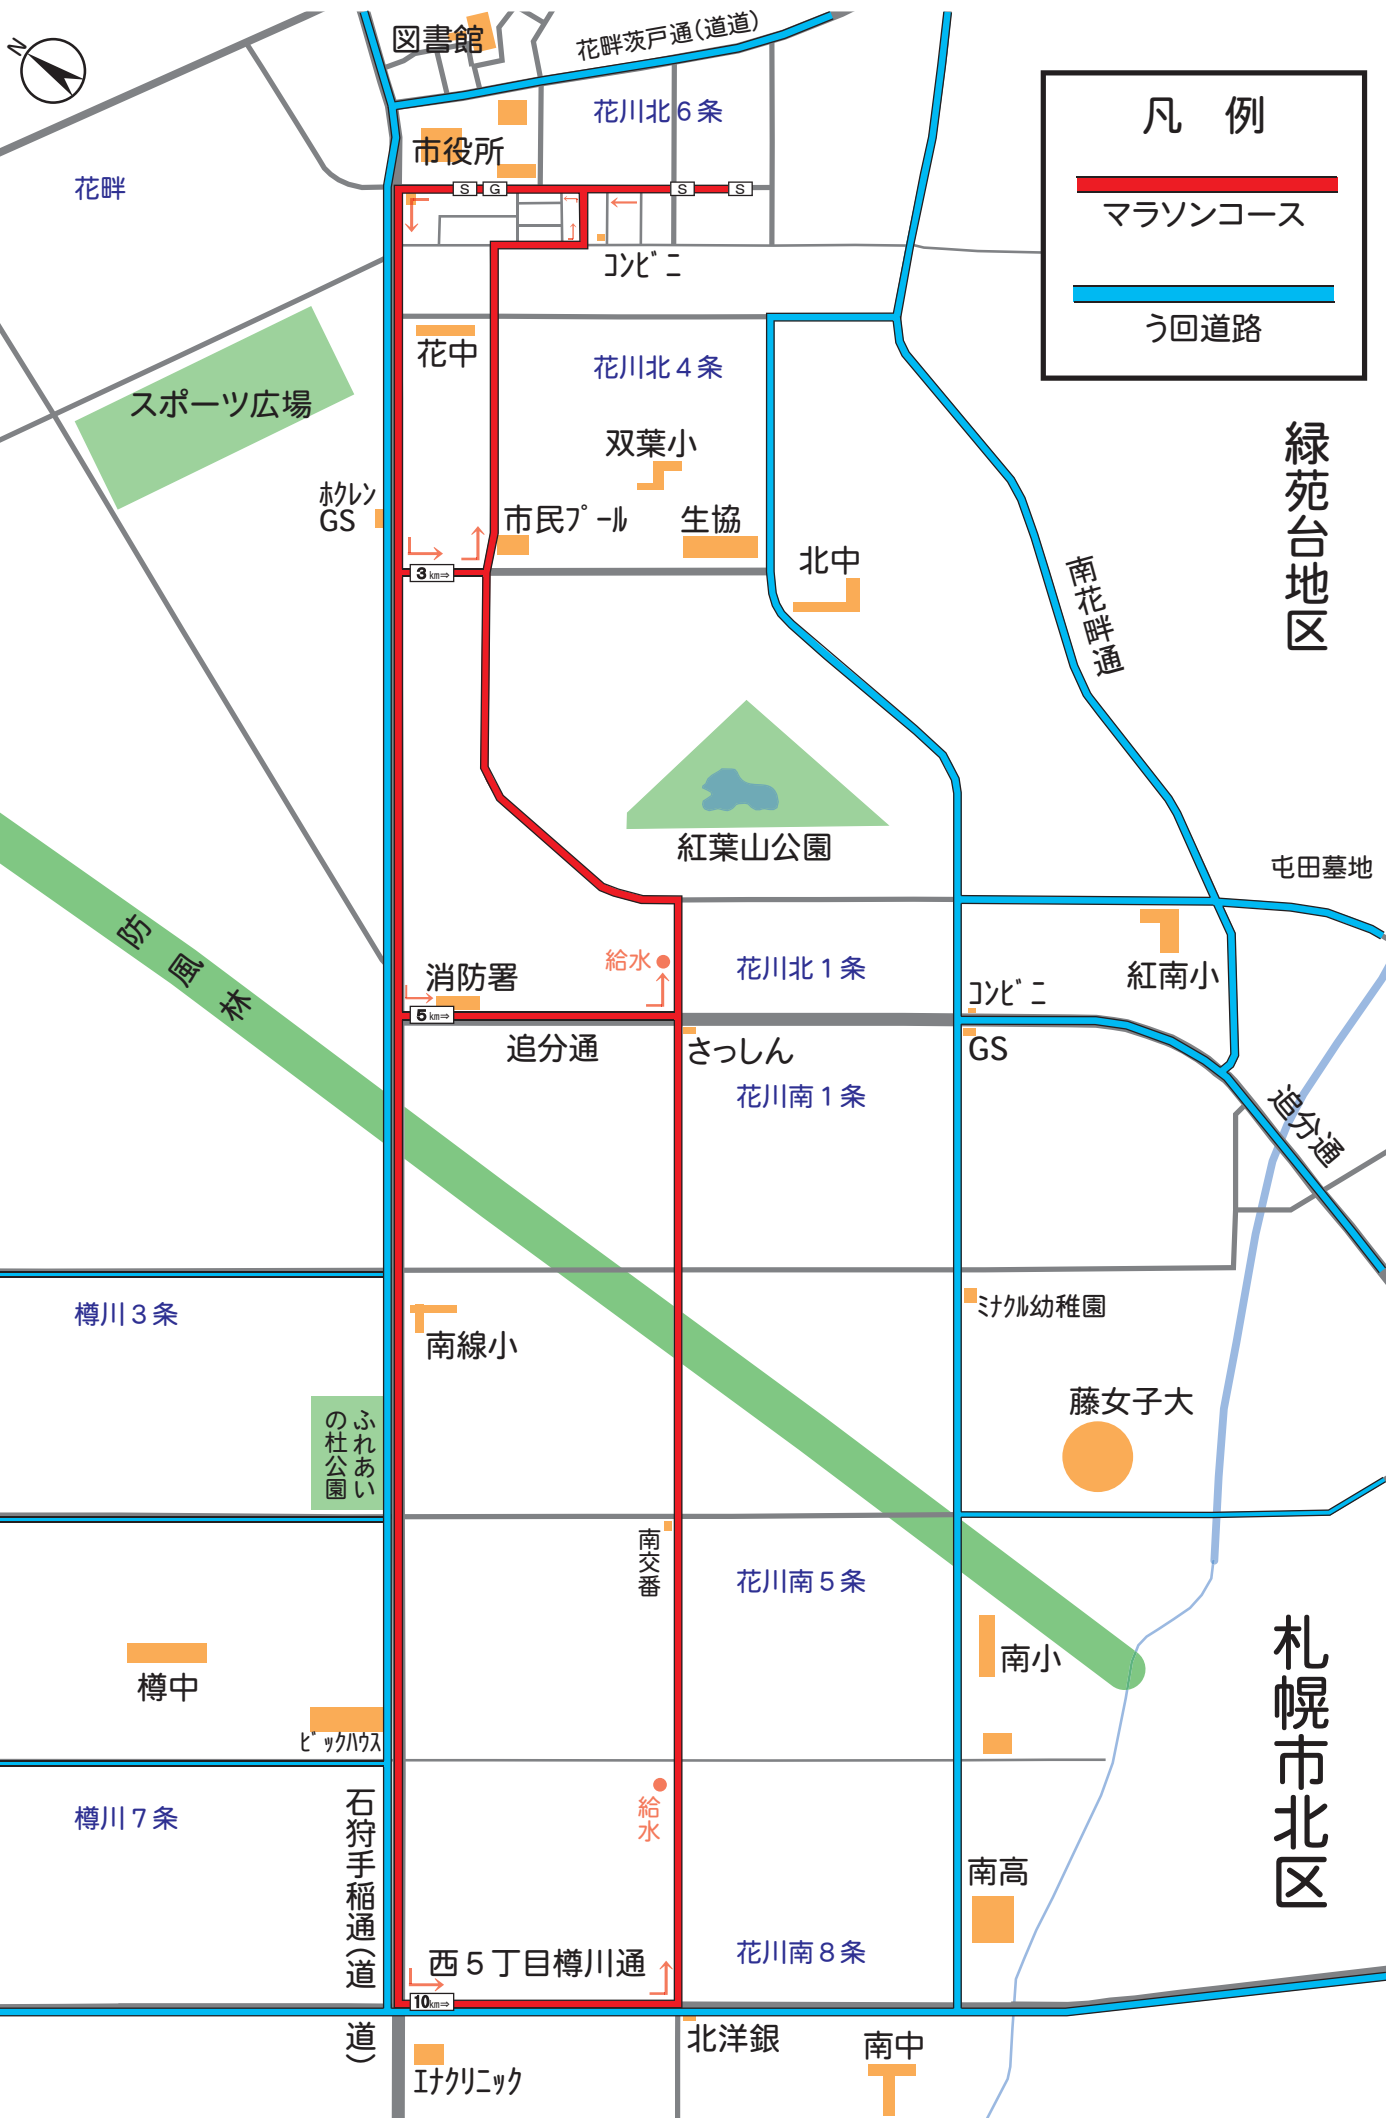 N
図書館
花畔茨戸通(道道)
花川北6条
凡 例
マラソンコース
う回道路
市役所
花畔
S
G
S
S
コンビニ
花中
花川北4条
スポーツ広場
双葉小
ホクレン
GS
市民プール
生協
北中
3km⇒
緑苑台地区
南花畔通
紅葉山公園
屯田墓地
防風林
消防署
給水
花川北1条
紅南小
コンビニ
5km⇒
追分通
さっしん
GS
花川南1条
追分通
樽川3条
南線小
ミナクル幼稚園
藤女子大
ふれあい
の杜公園
南交番
花川南5条
樽中
南小
ビックハウス
札幌市北区
樽川7条
石狩手稲通(道道)
給水
南高
西5丁目樽川通
花川南8条
10km⇒
北洋銀
南中
エナクリニック